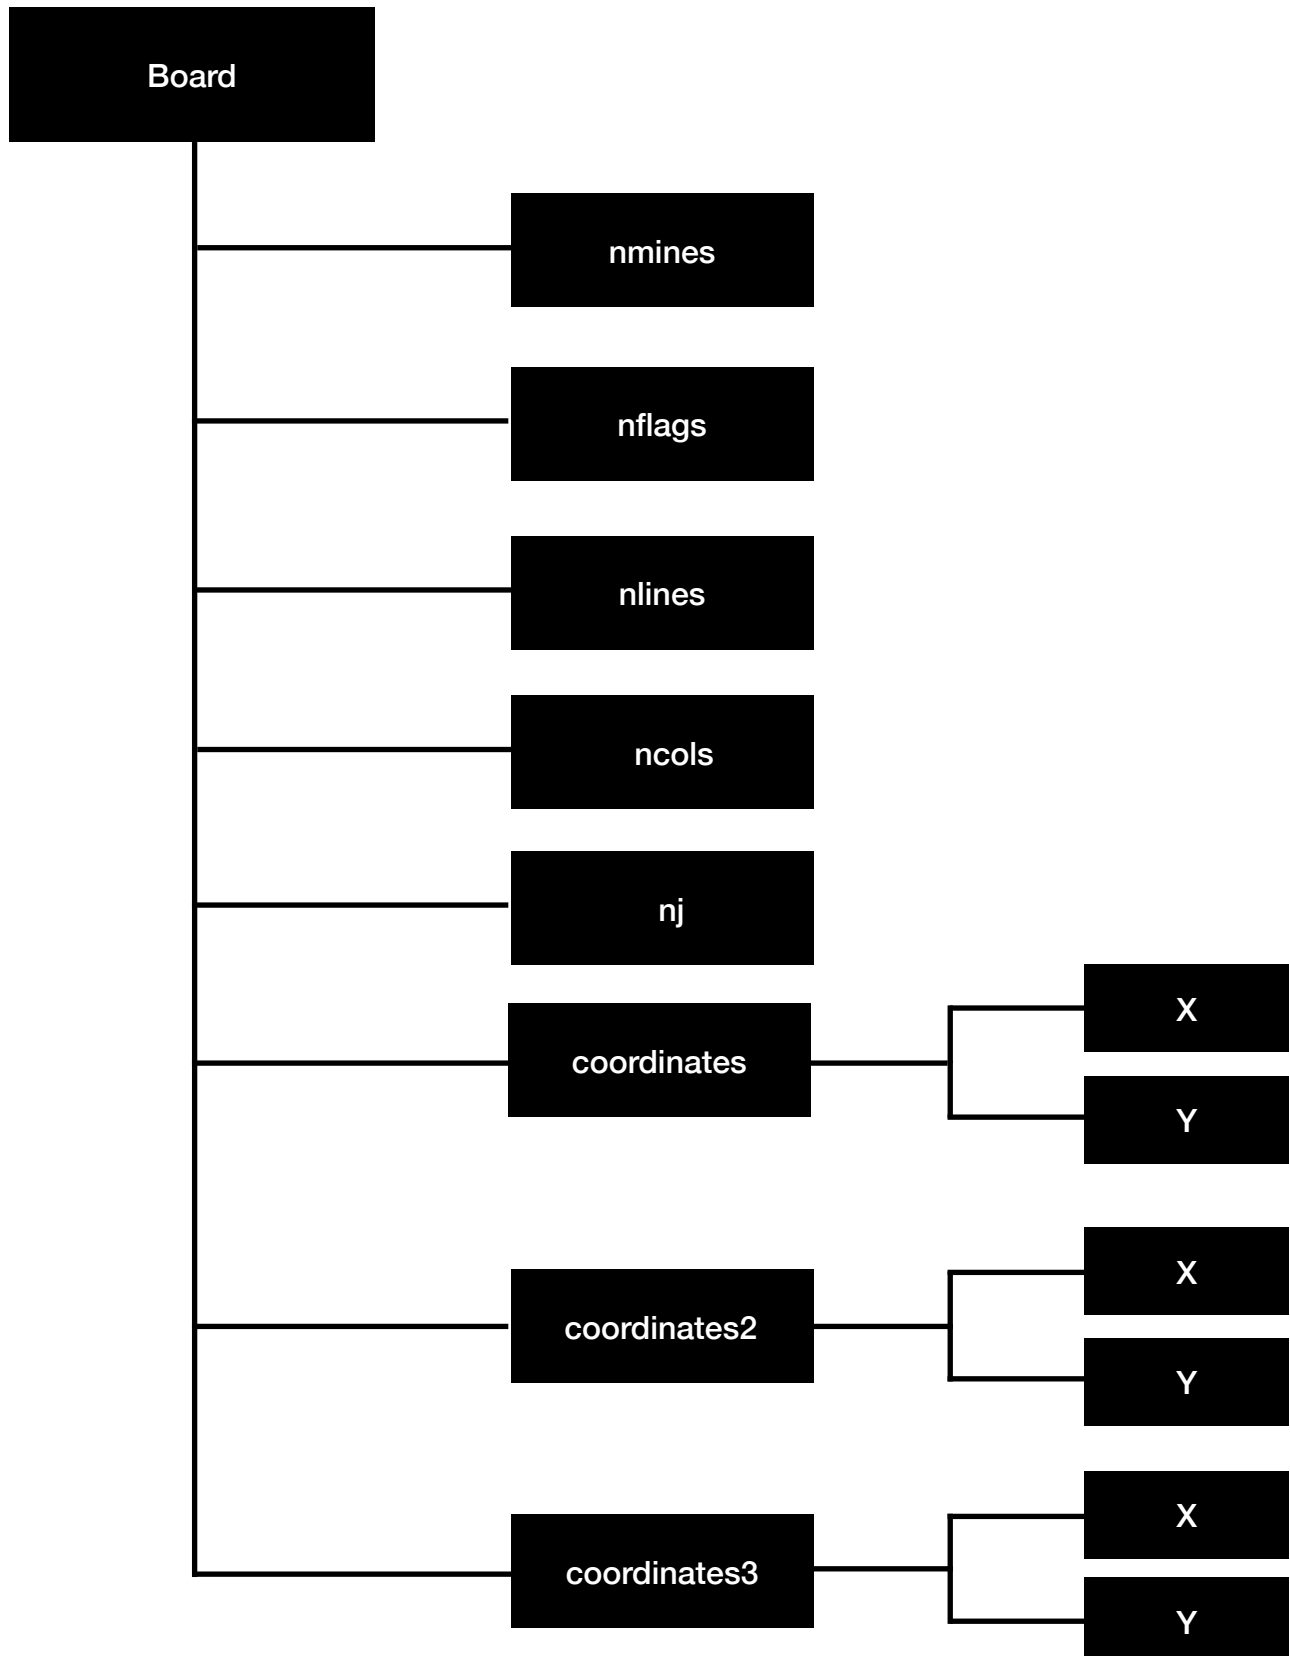 Board
nmines
nflags
nlines
ncols
nj
coordinates
X
Y
coordinates2
X
Y
coordinates3
X
Y